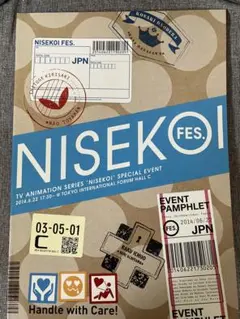 NISEKOI FES.
JPN
NISEKOI
FES.
TV ANIMATION SERIES "NISEKOI" SPECIAL EVENT
2014.6.22 17:30~ @ TOKYO INTERNATIONAL FORUM HALL C
03-05-01
C
EVENT
PAMPHLET
JPN
EVENT
Handle with Care!